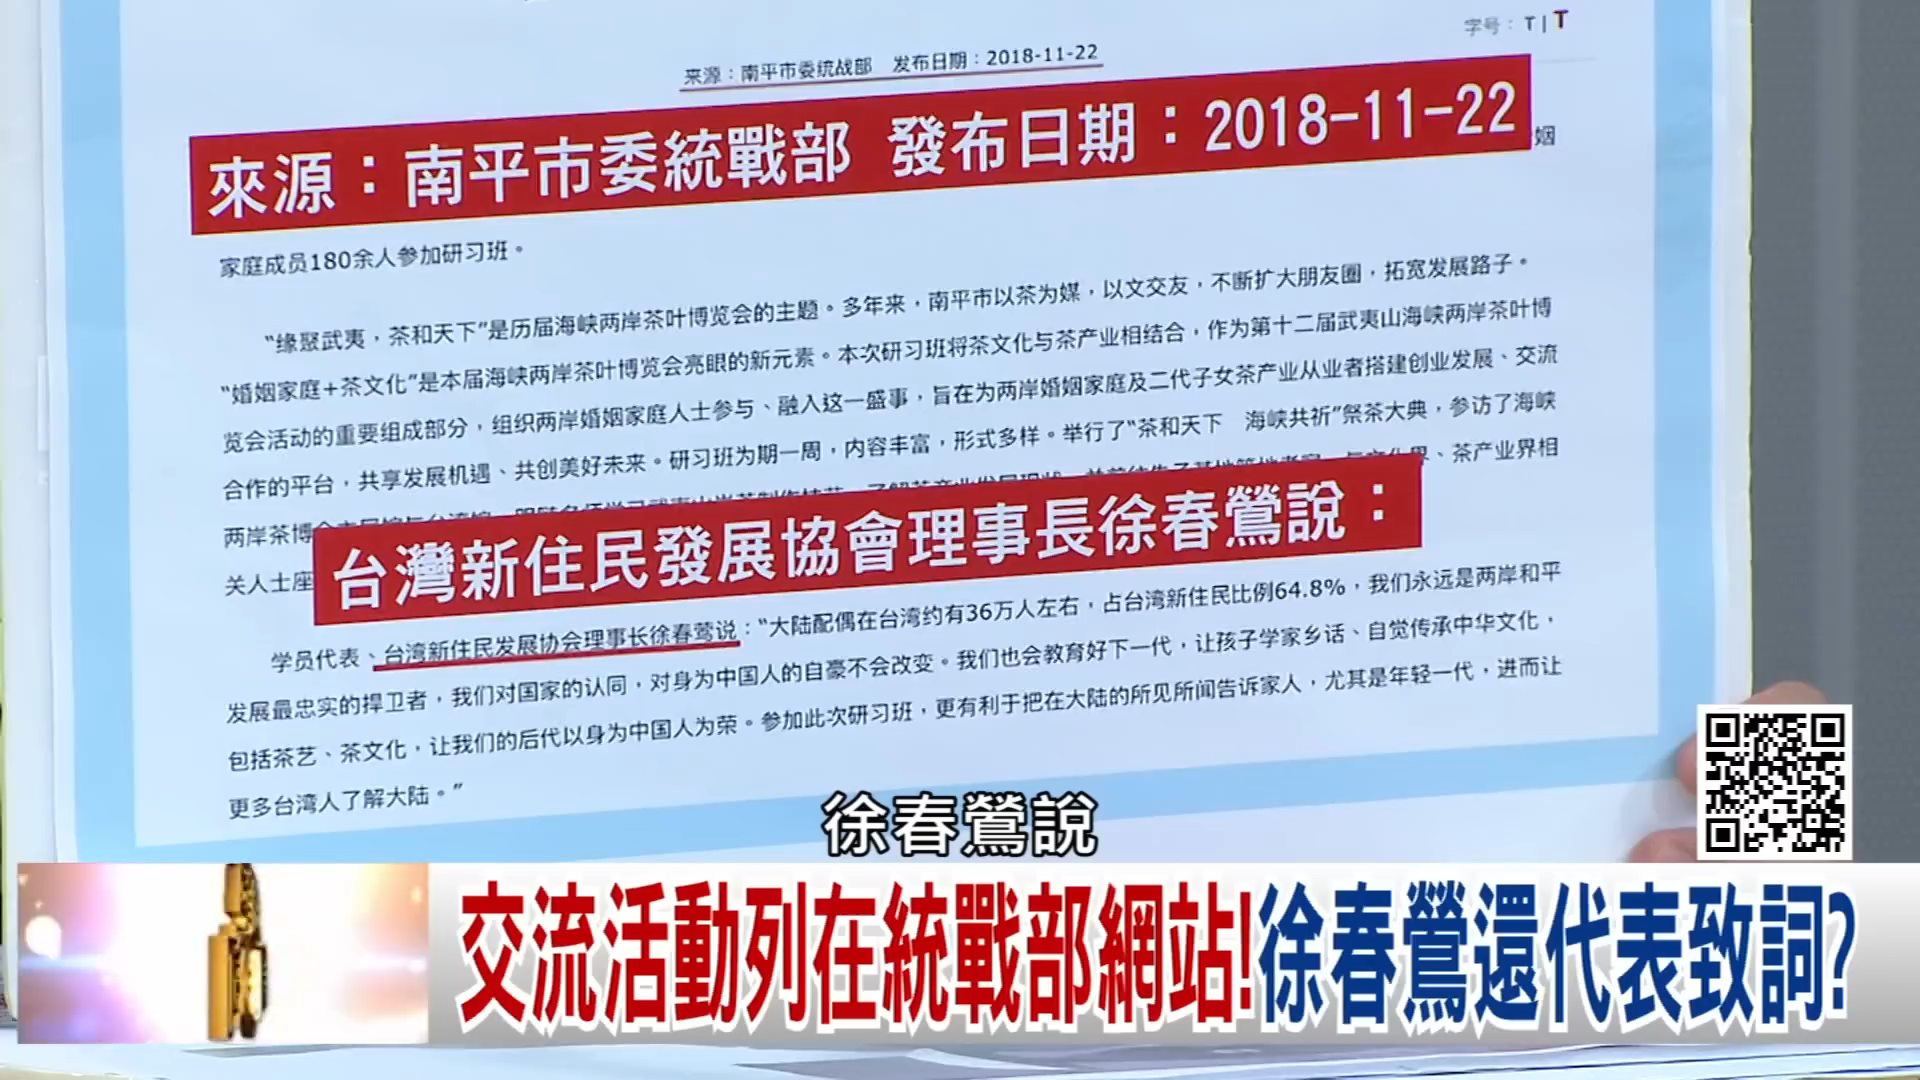 字号：T|T
来源：南平市委统战部 发布日期：2018-11-22
來源：南平市委統戰部 發布日期：2018-11-22
姻
家庭成员180余人参加研习班。
“缘聚武夷，茶和天下”是历届海峡两岸茶叶博览会的主题。多年来，南平市以茶为媒，以文交友，不断扩大朋友圈，拓宽发展路子。
“婚姻家庭+茶文化”是本届海峡两岸茶叶博览会亮眼的新元素。本次研习班将茶文化与茶产业相结合，作为第十二届武夷山海峡两岸茶叶博
览会活动的重要组成部分，组织两岸婚姻家庭人士参与、融入这一盛事，旨在为两岸婚姻家庭及二代子女茶产业从业者搭建创业发展、交流
合作的平台，共享发展机遇、共创美好未来。研习班为期一周，内容丰富，形式多样。举行了“茶和天下 海峡共祈”祭茶大典，参访了海峡
两岸茶博 、茶产业界相
关人士座
台灣新住民發展協會理事長徐春鶯說：
学员代表、台湾新住民发展协会理事长徐春莺说：“大陆配偶在台湾约有36万人左右，占台湾新住民比例64.8%，我们永远是两岸和平
发展最忠实的捍卫者，我们对国家的认同，对身为中国人的自豪不会改变。我们也会教育好下一代，让孩子学家乡话、自觉传承中华文化，
包括茶艺、茶文化，让我们的后代以身为中国人为荣。参加此次研习班，更有利于把在大陆的所见所闻告诉家人，尤其是年轻一代，进而让
更多台湾人了解大陆。”
徐春鶯說
交流活動列在統戰部網站!徐春鶯還代表致詞?